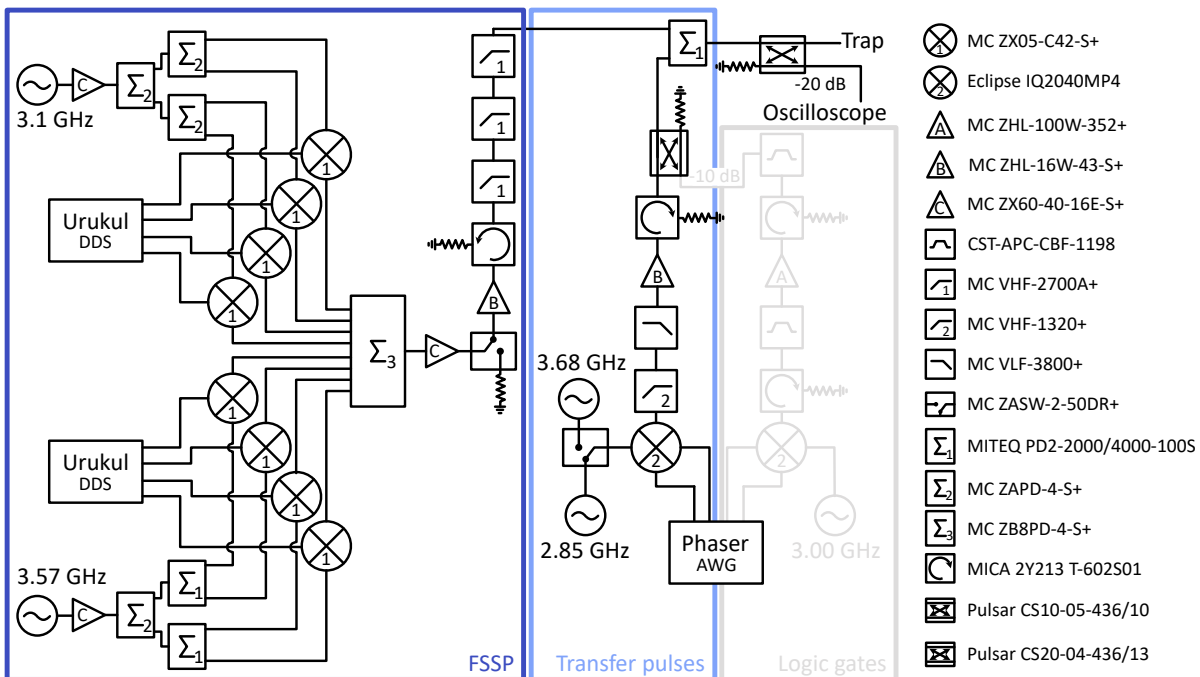 3.1 GHz
C
Σ2
Σ2
Σ2
1
1
1
1
Urukul
DDS
Urukul
DDS
1
1
1
1
3.57 GHz
C
Σ2
Σ1
Σ1
Σ3
C
B
1
1
1
FSSP
Σ1
Trap
-20 dB
Oscilloscope
-10 dB
B
A
3.68 GHz
2
2
2
2.85 GHz
Phaser
AWG
3.00 GHz
Transfer pulses
Logic gates
1 MC ZX05-C42-S+
2 Eclipse IQ2040MP4
A MC ZHL-100W-352+
B MC ZHL-16W-43-S+
C MC ZX60-40-16E-S+
CST-APC-CBF-1198
1 MC VHF-2700A+
2 MC VHF-1320+
MC VLF-3800+
MC ZASW-2-50DR+
Σ1 MITEQ PD2-2000/4000-100S
Σ2 MC ZAPD-4-S+
Σ3 MC ZB8PD-4-S+
MICA 2Y213 T-602S01
Pulsar CS10-05-436/10
Pulsar CS20-04-436/13